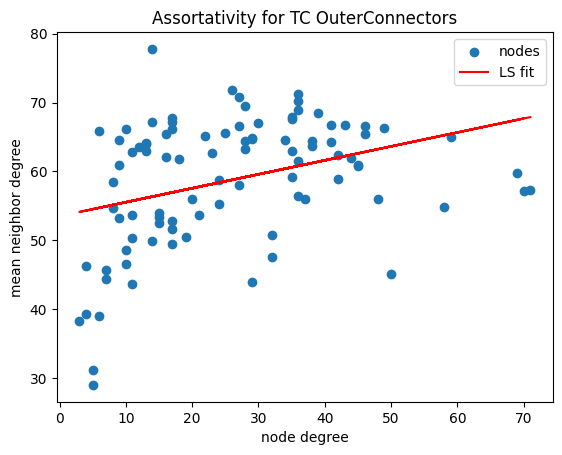 Assortativity for TC OuterConnectors
80
70
60
50
40
30
mean neighbor degree
nodes
LS fit
0 10 20 30 40 50 60 70
node degree